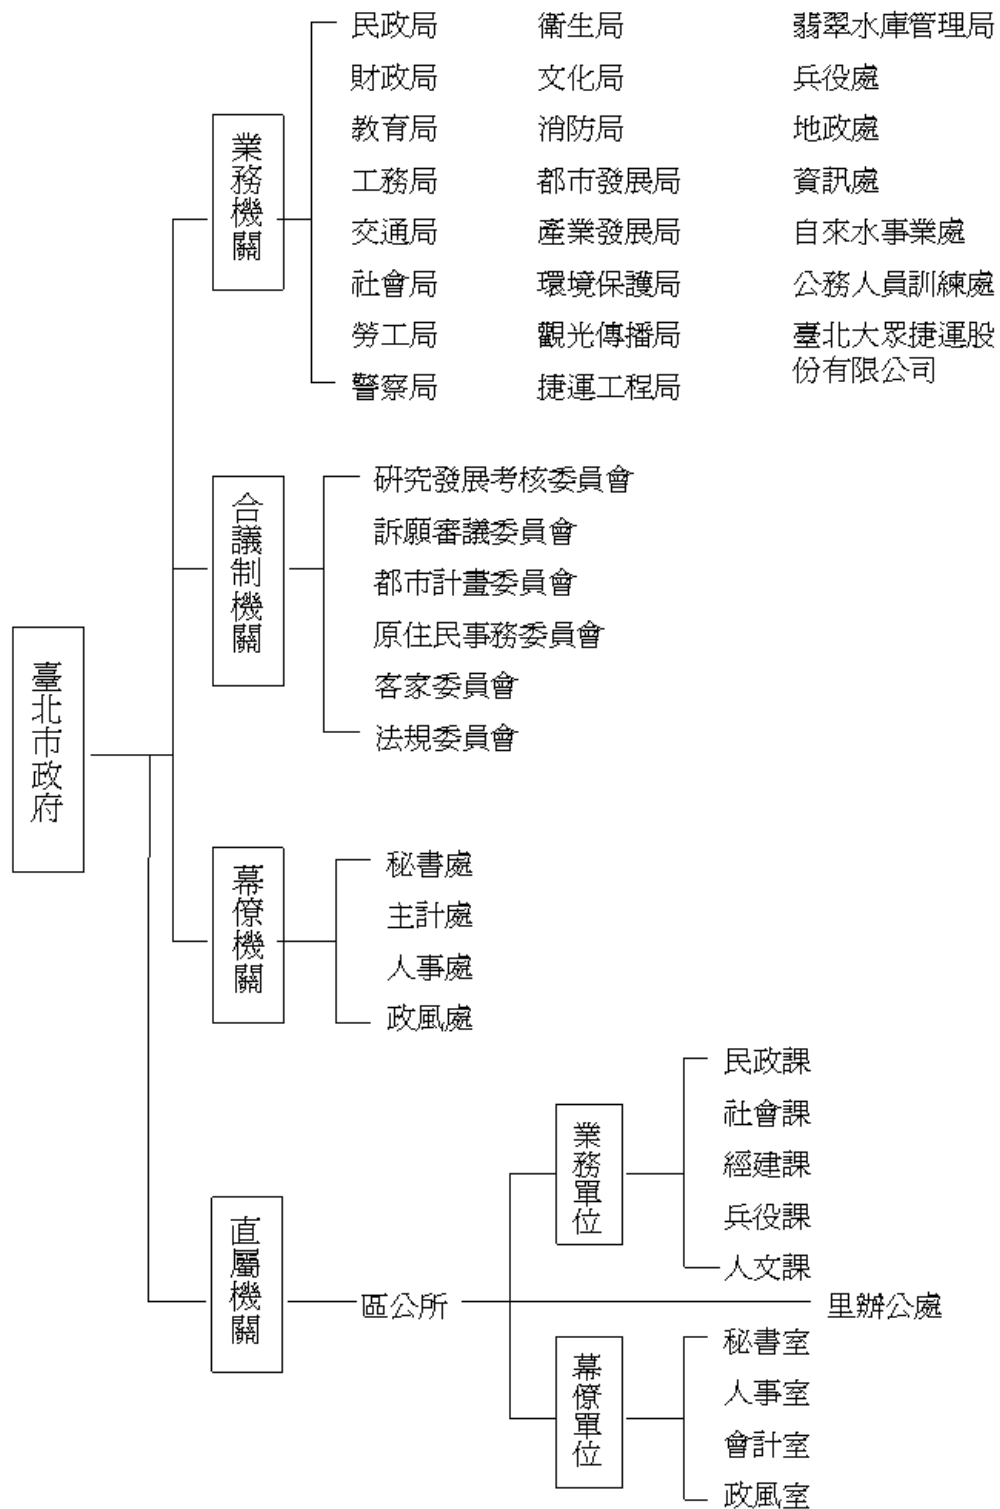 臺北市政府
業務機關
民政局
財政局
教育局
工務局
交通局
社會局
勞工局
警察局
衛生局
文化局
消防局
都市發展局
產業發展局
環境保護局
觀光傳播局
捷運工程局
翡翠水庫管理局
兵役處
地政處
資訊處
自來水事業處
公務人員訓練處
臺北大眾捷運股
份有限公司
合議制機關
研究發展考核委員會
訴願審議委員會
都市計畫委員會
原住民事務委員會
客家委員會
法規委員會
幕僚機關
秘書處
主計處
人事處
政風處
直屬機關
區公所
業務單位
民政課
社會課
經建課
兵役課
人文課
里辦公處
幕僚單位
秘書室
人事室
會計室
政風室